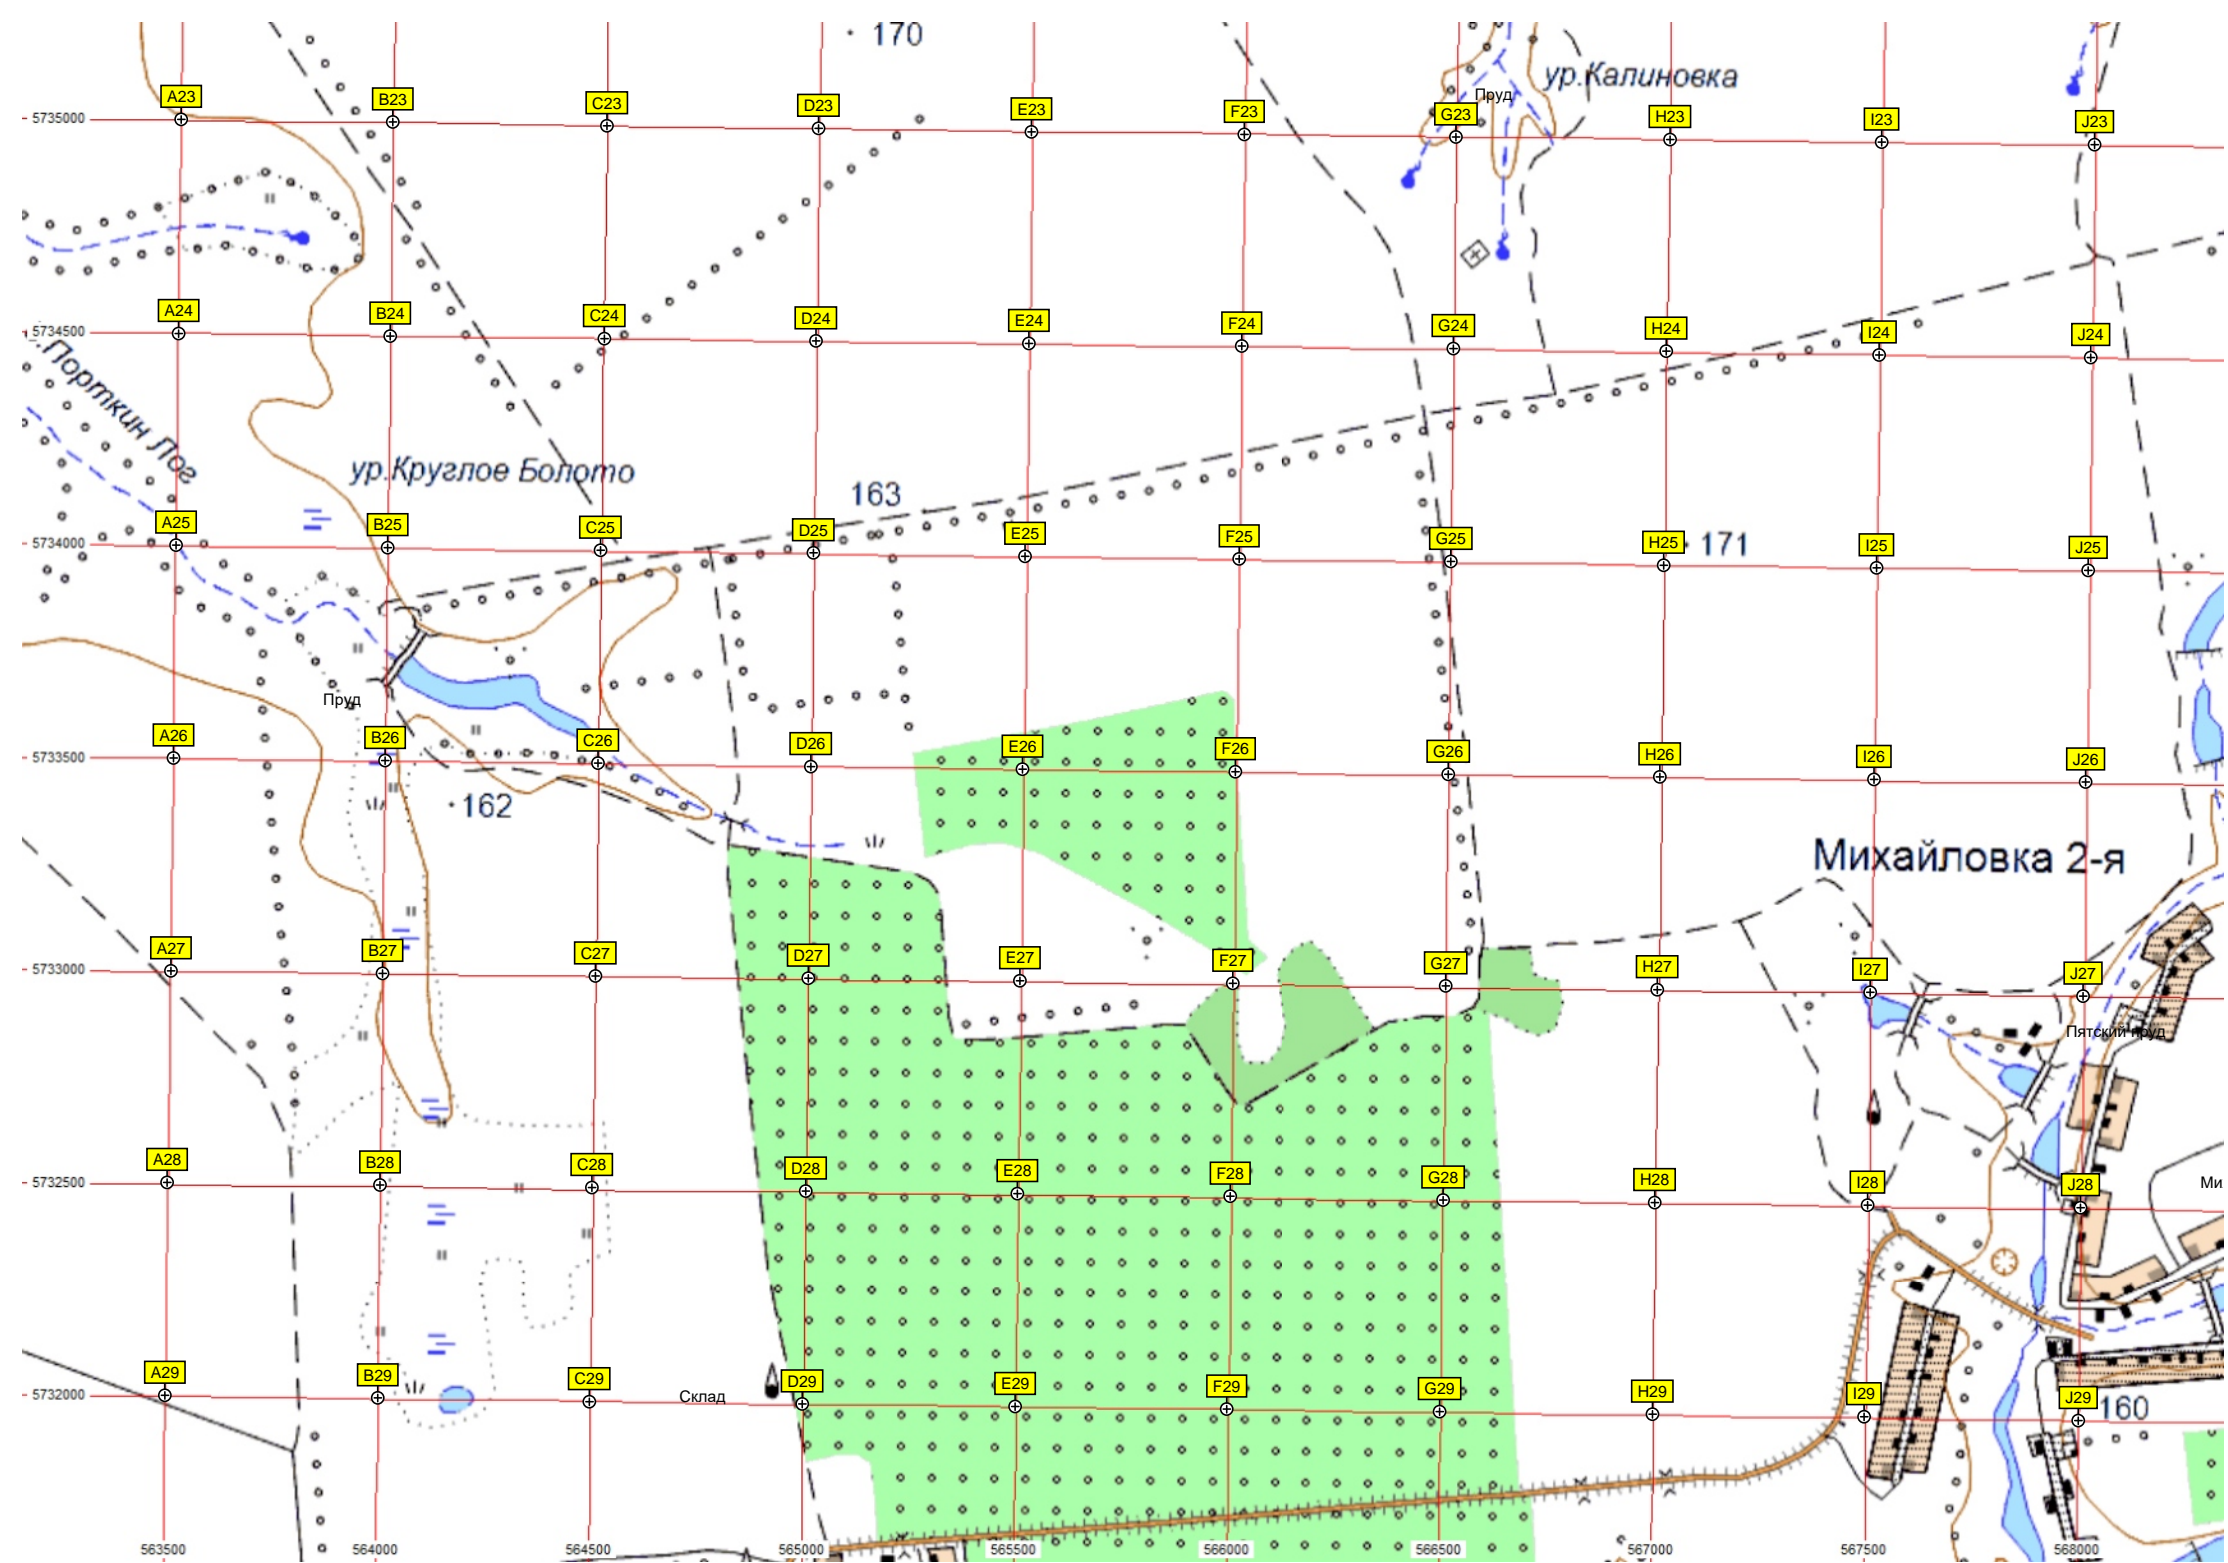 170
ур.Калиновка
Пруд
A23 B23 C23 D23 E23 F23 G23 H23 I23 J23
5735000
A24 B24 C24 D24 E24 F24 G24 H24 I24 J24
5734500
.Порткин Лог
ур.Круглое Болото
163
A25 B25 C25 D25 E25 F25 G25 H25 171 I25 J25
5734000
Пруд
A26 B26 C26 D26 E26 F26 G26 H26 I26 J26
5733500
162
Михайловка 2-я
A27 B27 C27 D27 E27 F27 G27 H27 I27 J27
5733000
Пятский пруд
A28 B28 C28 D28 E28 F28 G28 H28 I28 J28
5732500
Ми
A29 B29 C29 D29 E29 F29 G29 H29 I29 J29
5732000
Склад
160
563500 564000 564500 565000 565500 566000 566500 567000 567500 568000